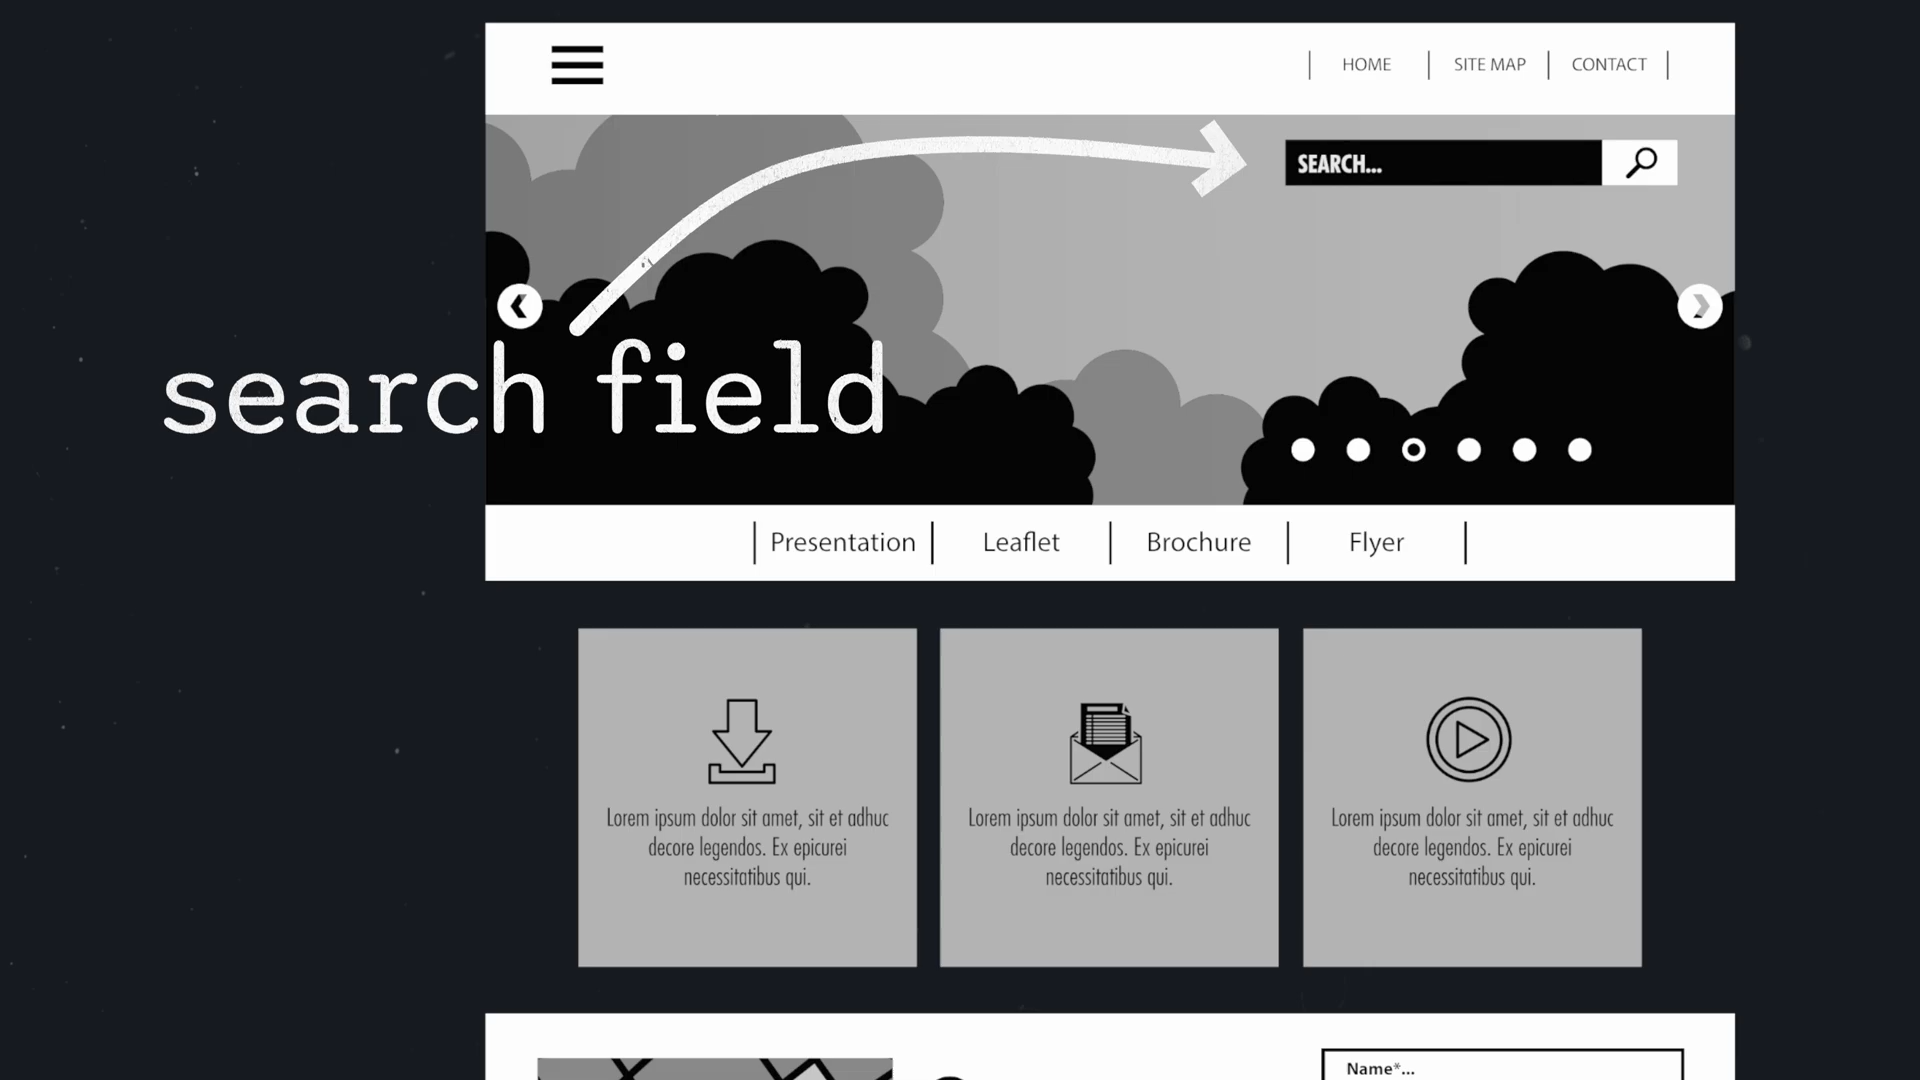 HOME SITE MAP CONTACT
SEARCH...
search field
Presentation Leaflet Brochure Flyer
Lorem ipsum dolor sit amet, sit et adhuc
decore legendos. Ex epicurei
necessitatibus qui.
Lorem ipsum dolor sit amet, sit et adhuc
decore legendos. Ex epicurei
necessitatibus qui.
Lorem ipsum dolor sit amet, sit et adhuc
decore legendos. Ex epicurei
necessitatibus qui.
Name*...